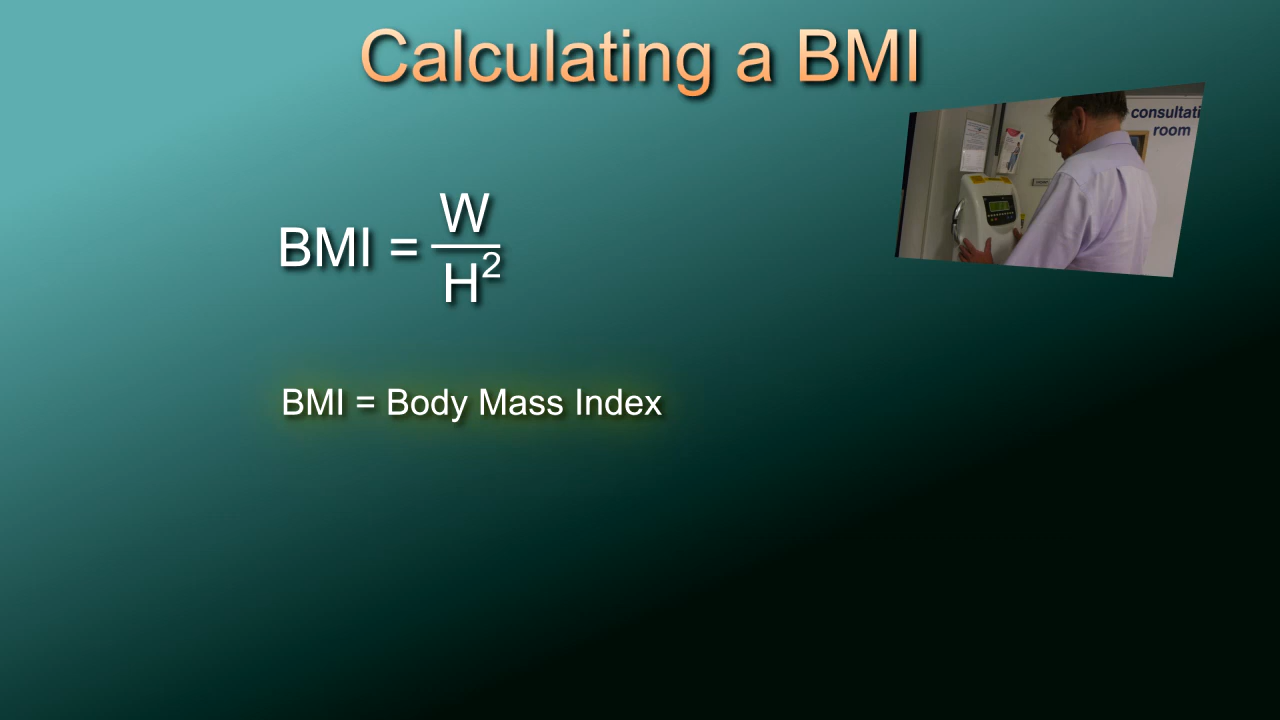 Calculating a BMI
consultati
room
BMI = W/H²
BMI = Body Mass Index